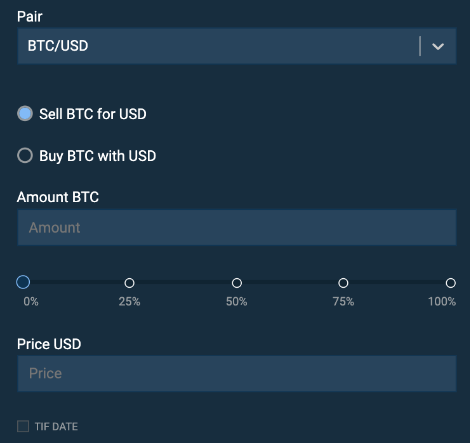 Pair
BTC/USD
Sell BTC for USD
Buy BTC with USD
Amount BTC
Amount
0% 25% 50% 75% 100%
Price USD
Price
TIF DATE